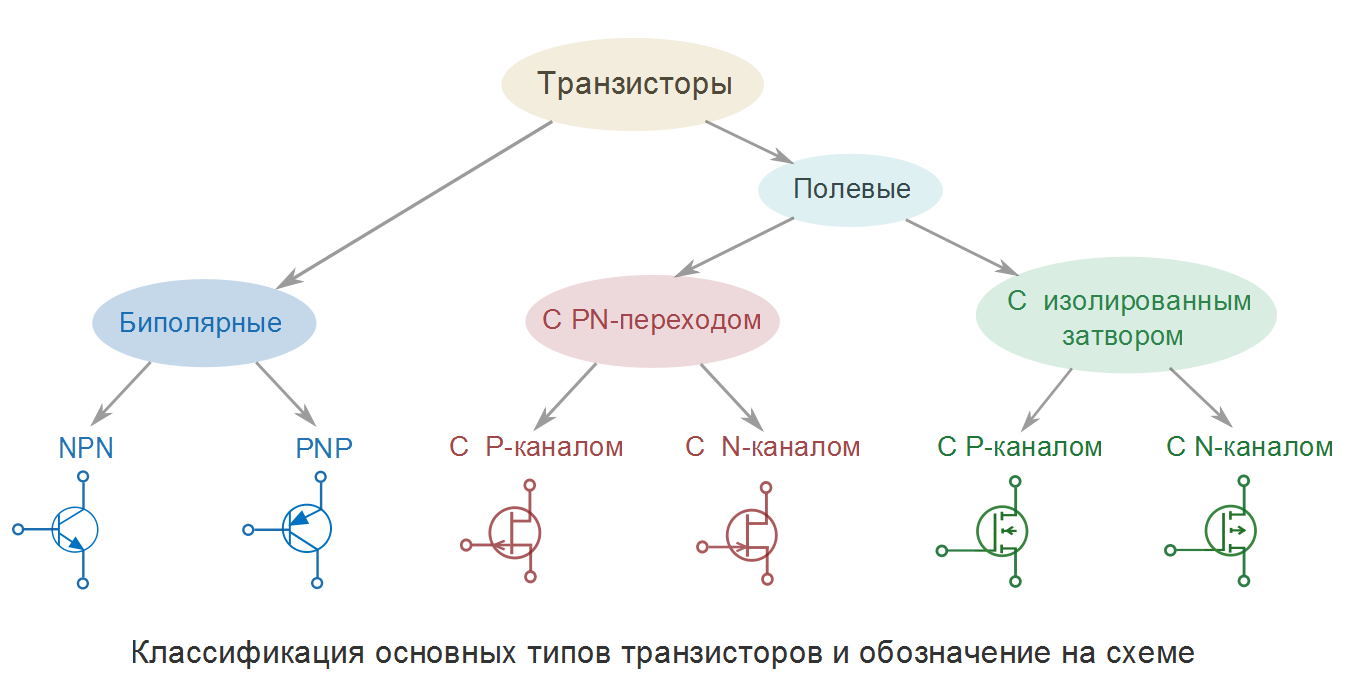 Транзисторы
Полевые
Биполярные
С PN-переходом
С изолированным
затвором
NPN
PNP
С P-каналом
С N-каналом
С P-каналом
С N-каналом
Классификация основных типов транзисторов и обозначение на схеме